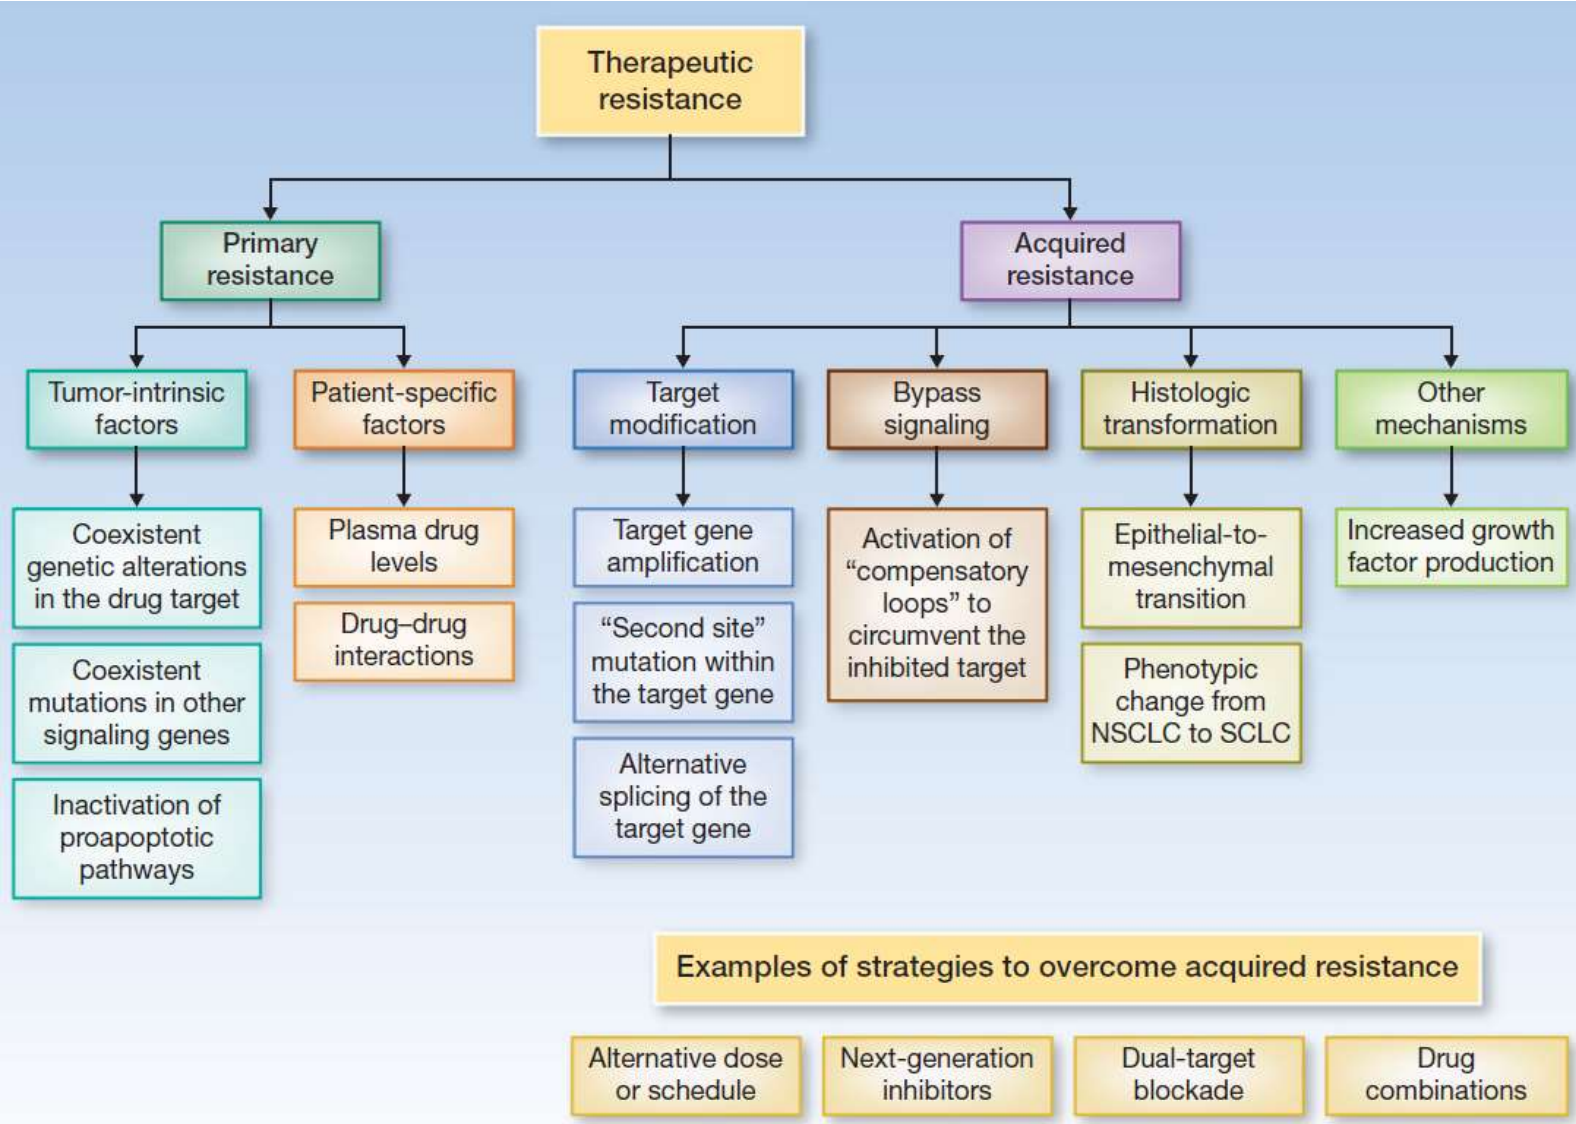 Therapeutic
resistance
Primary
resistance
Acquired
resistance
Tumor-intrinsic
factors
Patient-specific
factors
Target
modification
Bypass
signaling
Histologic
transformation
Other
mechanisms
Coexistent
genetic alterations
in the drug target
Coexistent
mutations in other
signaling genes
Inactivation of
proapoptotic
pathways
Plasma drug
levels
Drug–drug
interactions
Target gene
amplification
“Second site”
mutation within
the target gene
Alternative
splicing of the
target gene
Activation of
“compensatory
loops” to
circumvent the
inhibited target
Epithelial-to-
mesenchymal
transition
Phenotypic
change from
NSCLC to SCLC
Increased growth
factor production
Examples of strategies to overcome acquired resistance
Alternative dose
or schedule
Next-generation
inhibitors
Dual-target
blockade
Drug
combinations